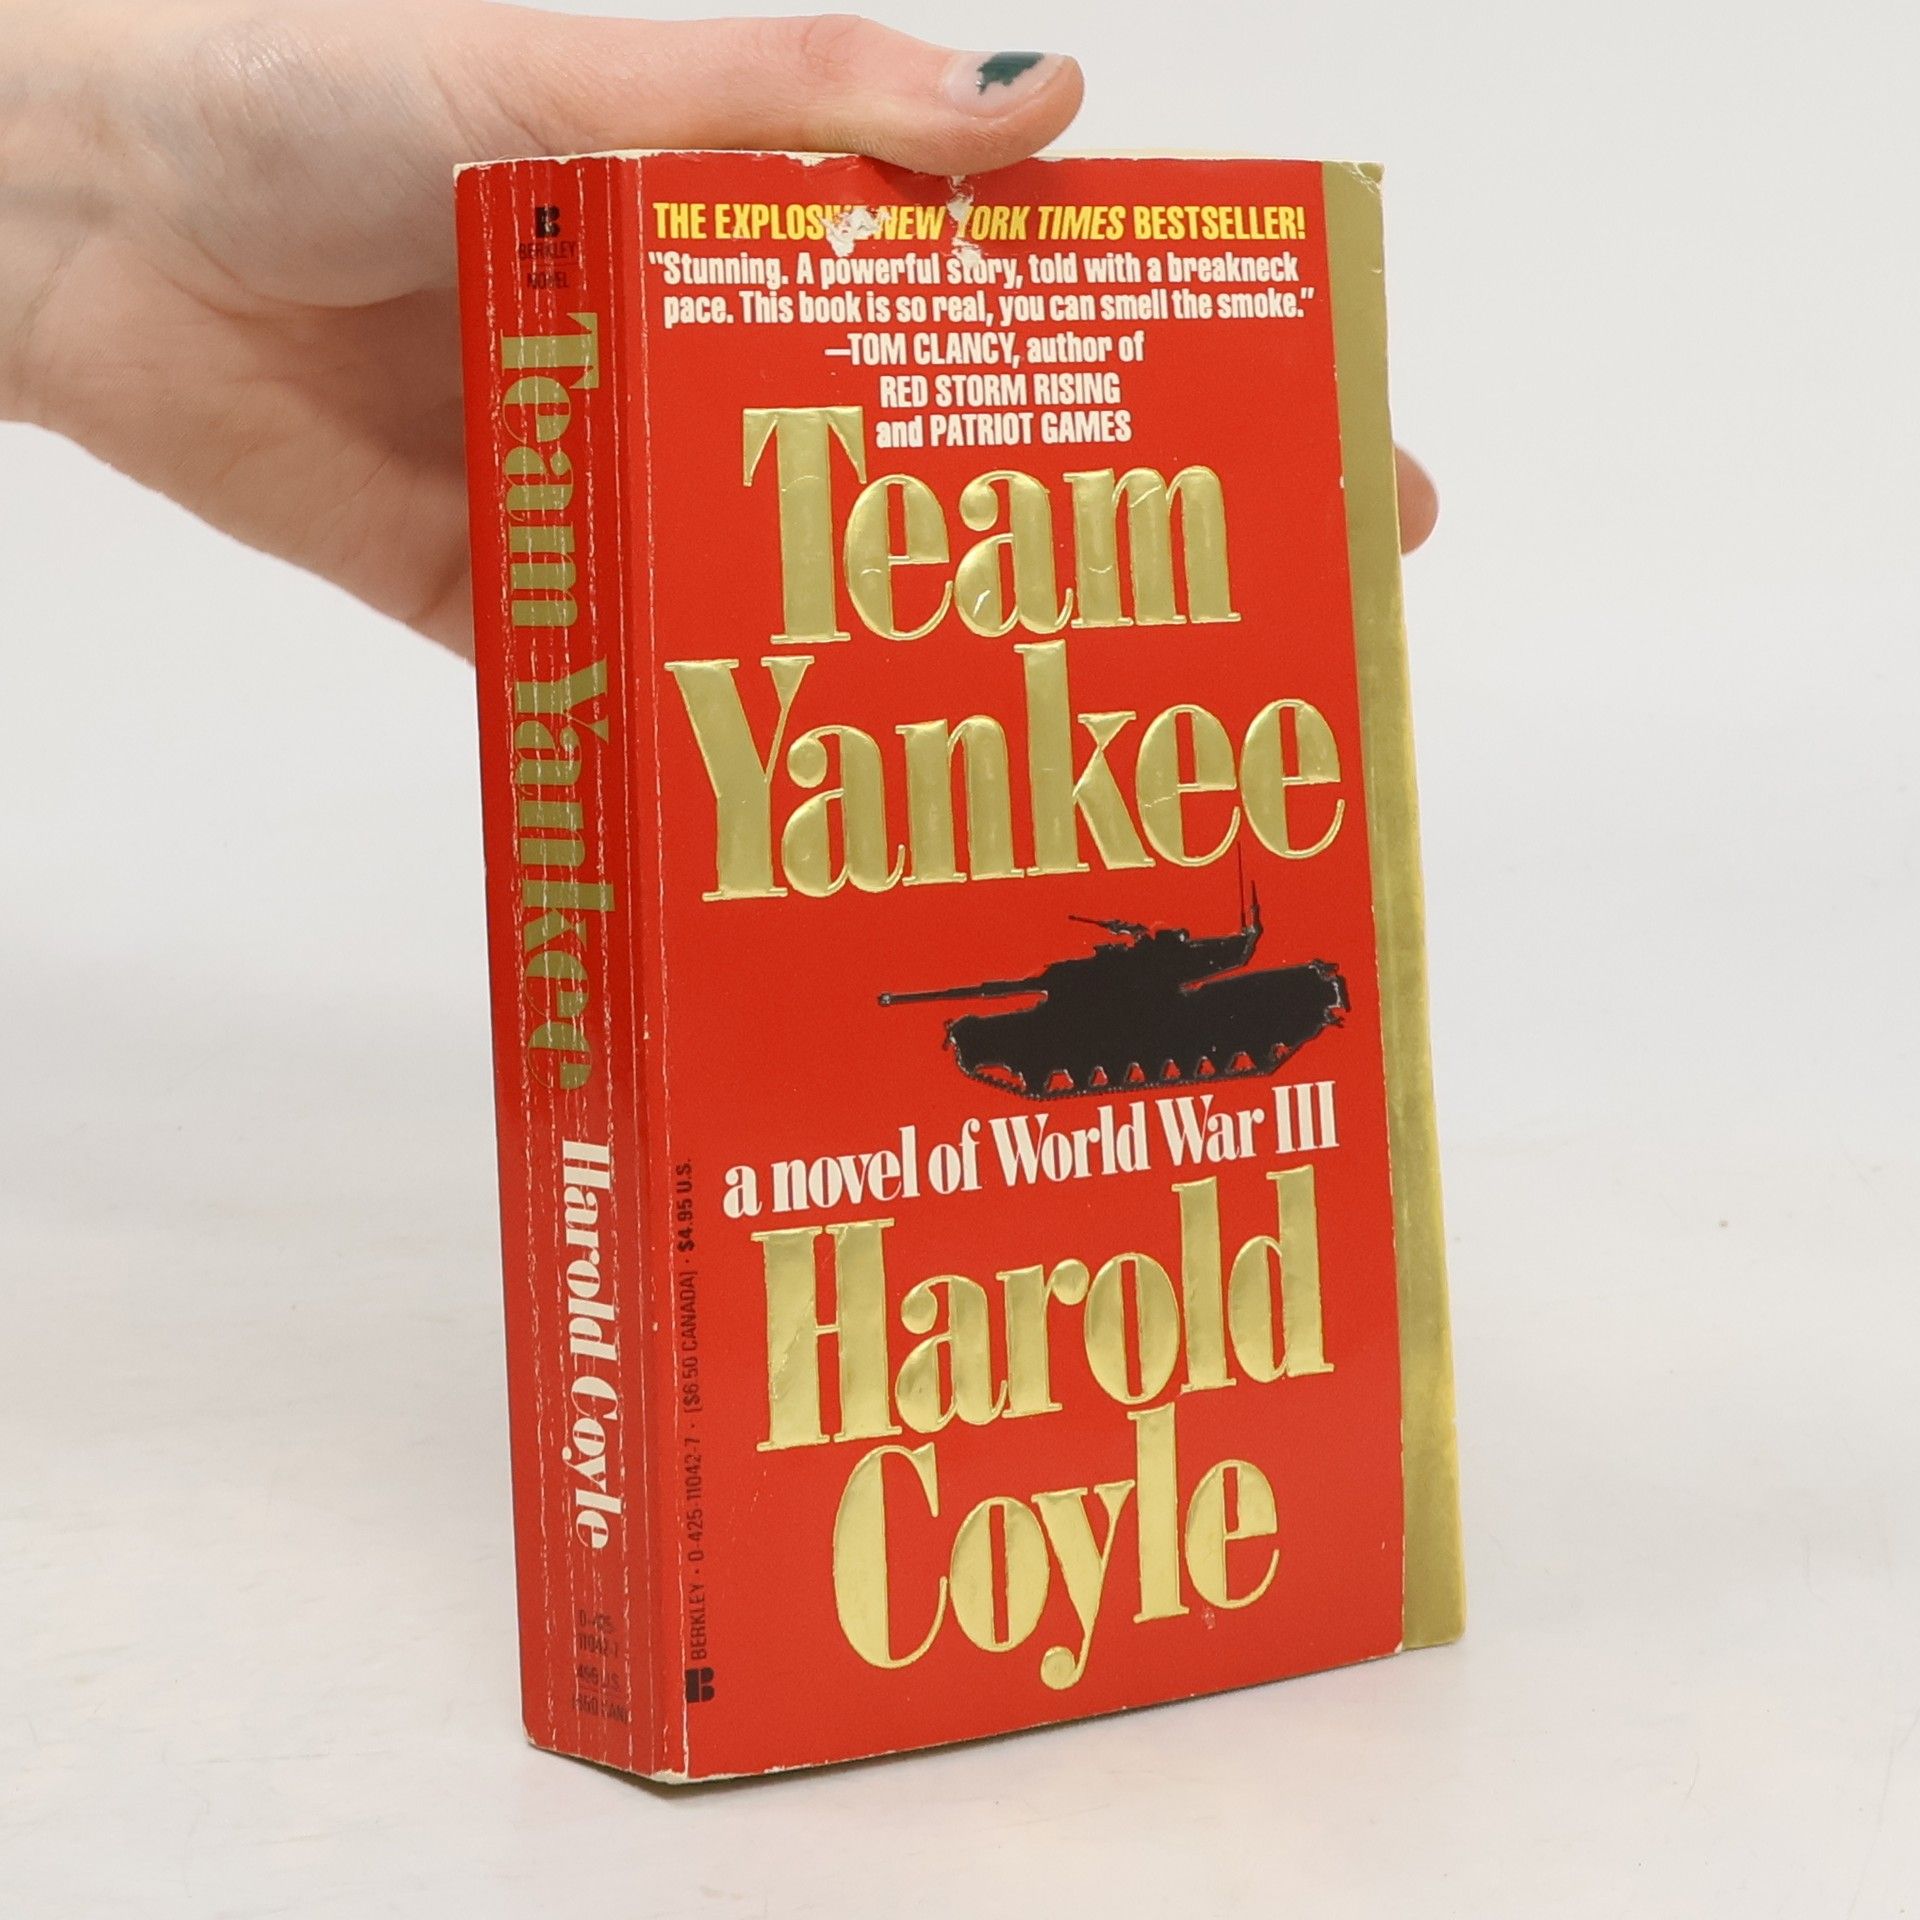 BERKLEY
NOVEL
Team Yankee Harold Coyle
11042-7
THE EXPLOSIVE NEW YORK TIMES BESTSELLER!
"Stunning. A powerful story, told with a breakneck
pace. This book is so real, you can smell the smoke."
—TOM CLANCY, author of
RED STORM RISING
and PATRIOT GAMES
Team
Yankee
a novel of World War III
Harold
Coyle
BERKLEY • 0-425-11042-7 • [$6.50 CANADA] • $4.95 U.S.